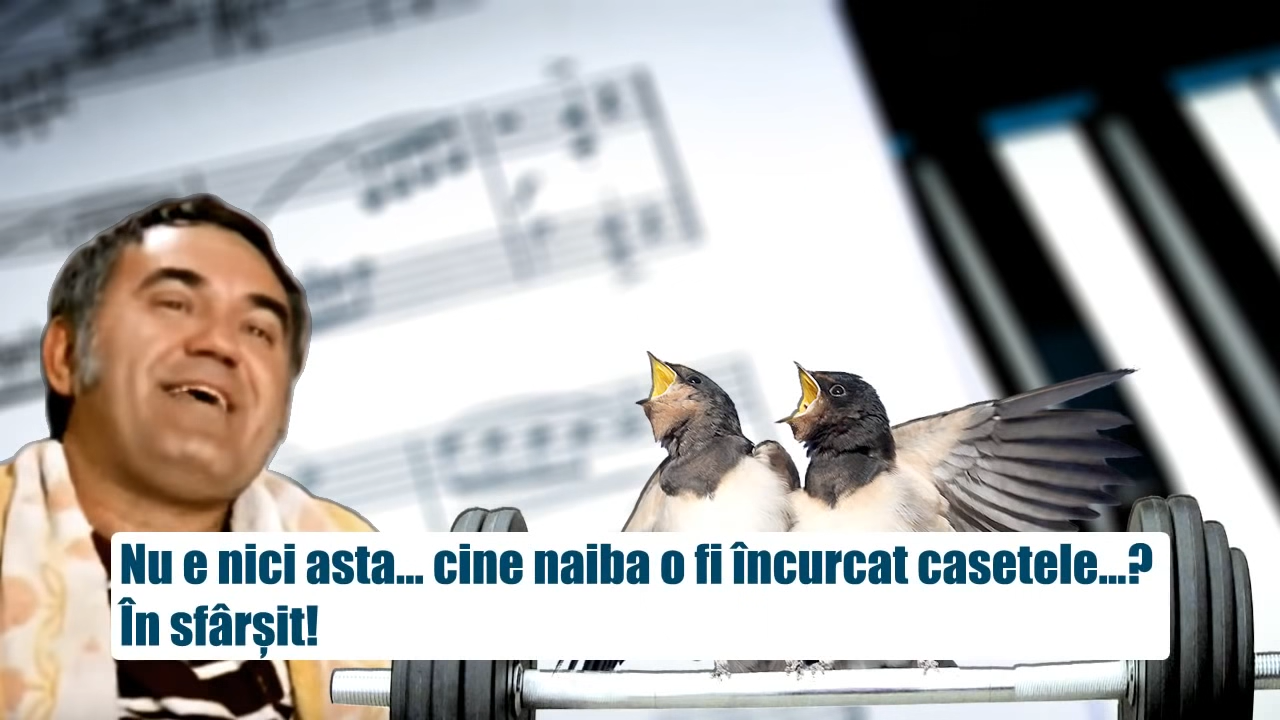 Nu e nici asta... cine naiba o fi încurcat casetele...?
În sfârșit!